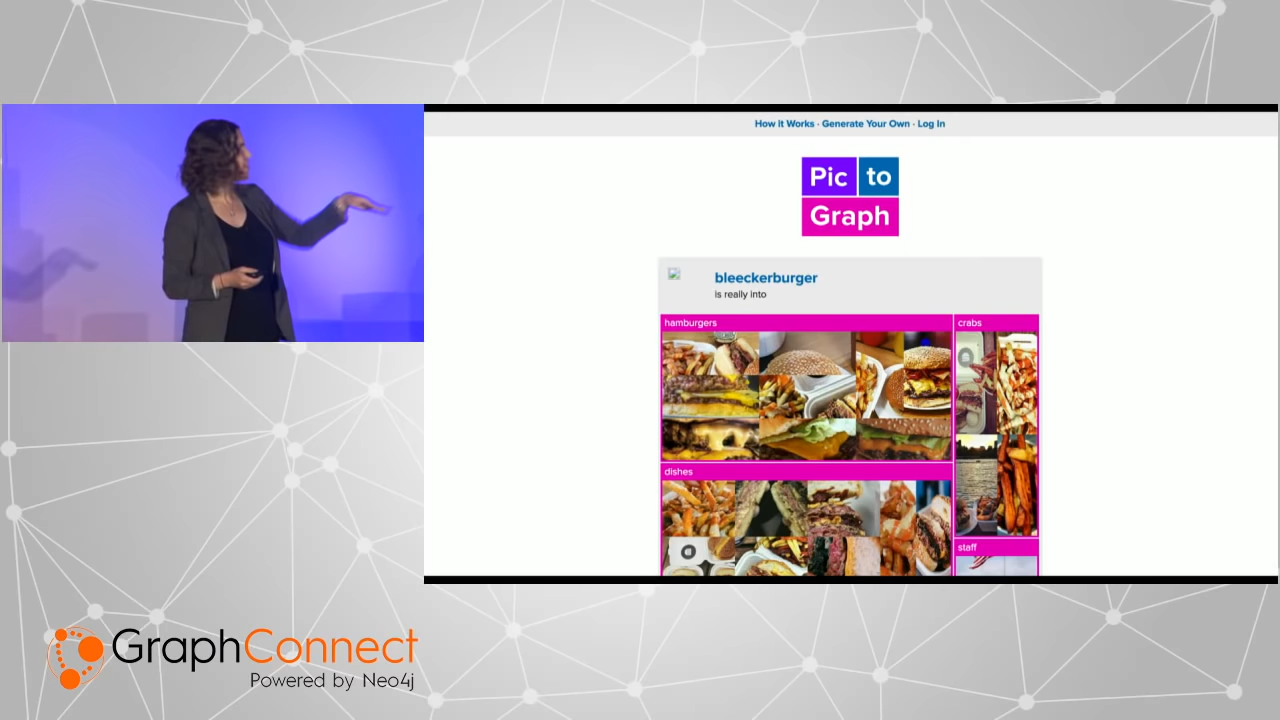 How it Works · Generate Your Own · Log In
Pic to
Graph
bleeckerburger
is really into
hamburgers
crabs
dishes
staff
GraphConnect
Powered by Neo4j